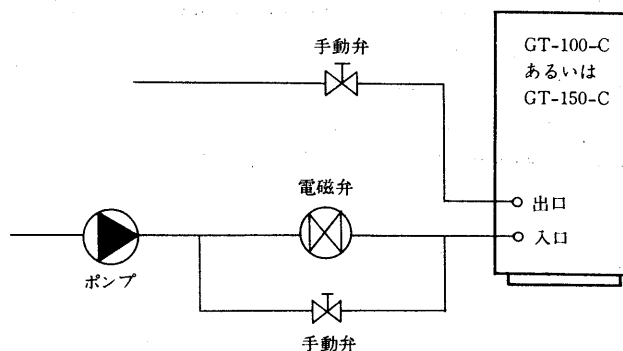 手動弁
GT-100-C
あるいは
GT-150-C
電磁弁
出口
入口
ポンプ
手動弁